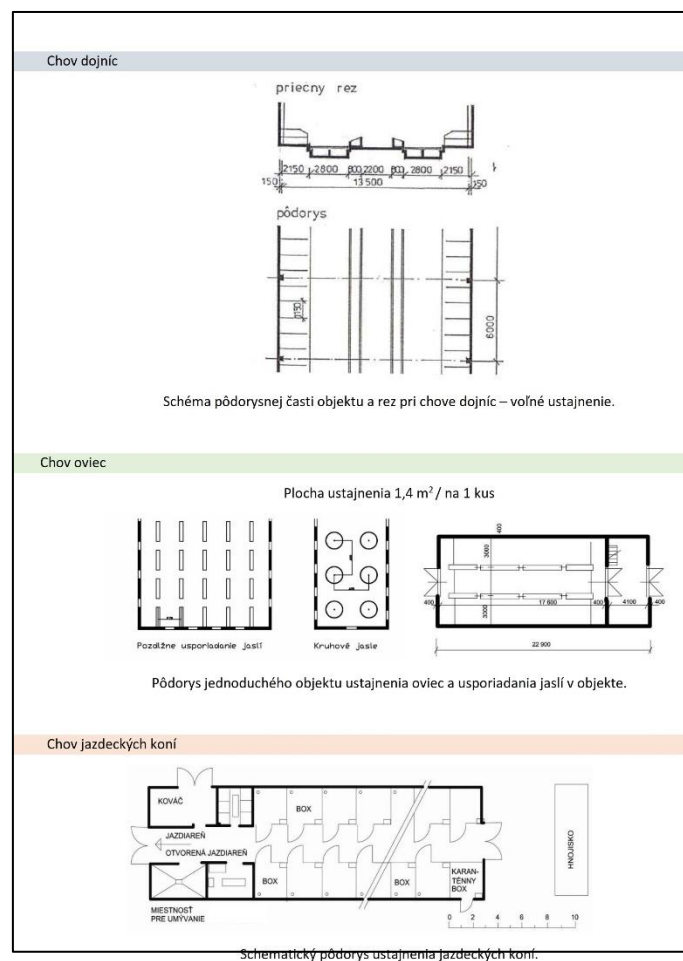 Chov dojníc
priecny rez
2150 2800 800 2200 800 2800 2150
150 13500 150
pôdorys
1150
6000
Schéma pôdorysnej časti objektu a rez pri chove dojníc – voľné ustajnenie.
Chov oviec
Plocha ustajnenia 1,4 m² / na 1 kus
400
3000
400 17 600 400 4100 400
3000
22 900
Pozdĺžne usporiadanie jaslí
Kruhové jasle
Pôdorys jednoduchého objektu ustajnenia oviec a usporiadania jaslí v objekte.
Chov jazdeckých koní
KOVÁČ
BOX
JAZDIAREŇ
OTVORENÁ JAZDIAREŇ
BOX
BOX
KARAN-
TÉNNY
BOX
HNOJISKO
MIESTNOSŤ
PRE UMÝVANIE
0 2 4 6 8 10
Schematický pôdorys ustajnenia jazdeckých koní.